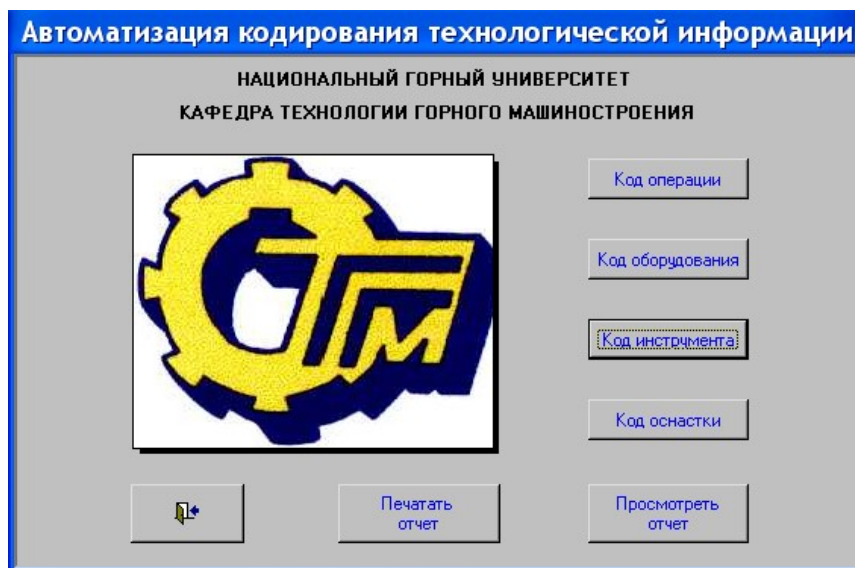 Автоматизация кодирования технологической информации
НАЦИОНАЛЬНЫЙ ГОРНЫЙ УНИВЕРСИТЕТ
КАФЕДРА ТЕХНОЛОГИИ ГОРНОГО МАШИНОСТРОЕНИЯ
ТГМ
Код операции
Код оборудования
Код инструмента
Код оснастки
Печатать
отчет
Просмотреть
отчет